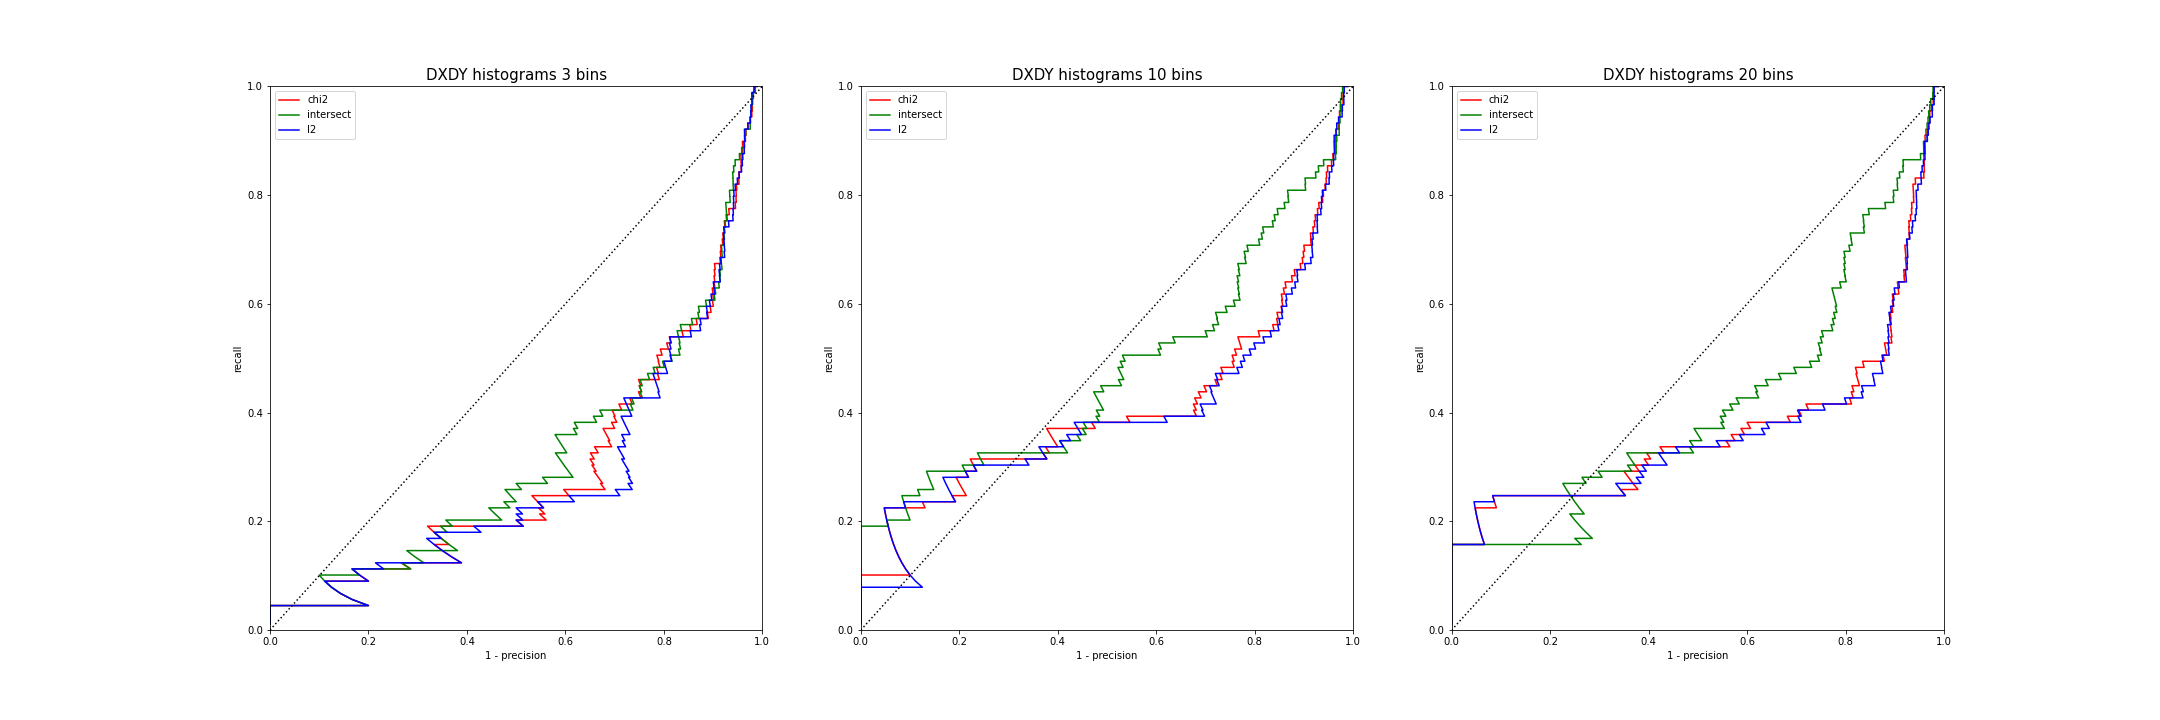 DXDY histograms 3 bins
1.0
0.8
0.6
0.4
0.2
0.0
recall
chi2
intersect
l2
0.0 0.2 0.4 0.6 0.8 1.0
1 - precision
DXDY histograms 10 bins
1.0
0.8
0.6
0.4
0.2
0.0
recall
chi2
intersect
l2
0.0 0.2 0.4 0.6 0.8 1.0
1 - precision
DXDY histograms 20 bins
1.0
0.8
0.6
0.4
0.2
0.0
recall
chi2
intersect
l2
0.0 0.2 0.4 0.6 0.8 1.0
1 - precision